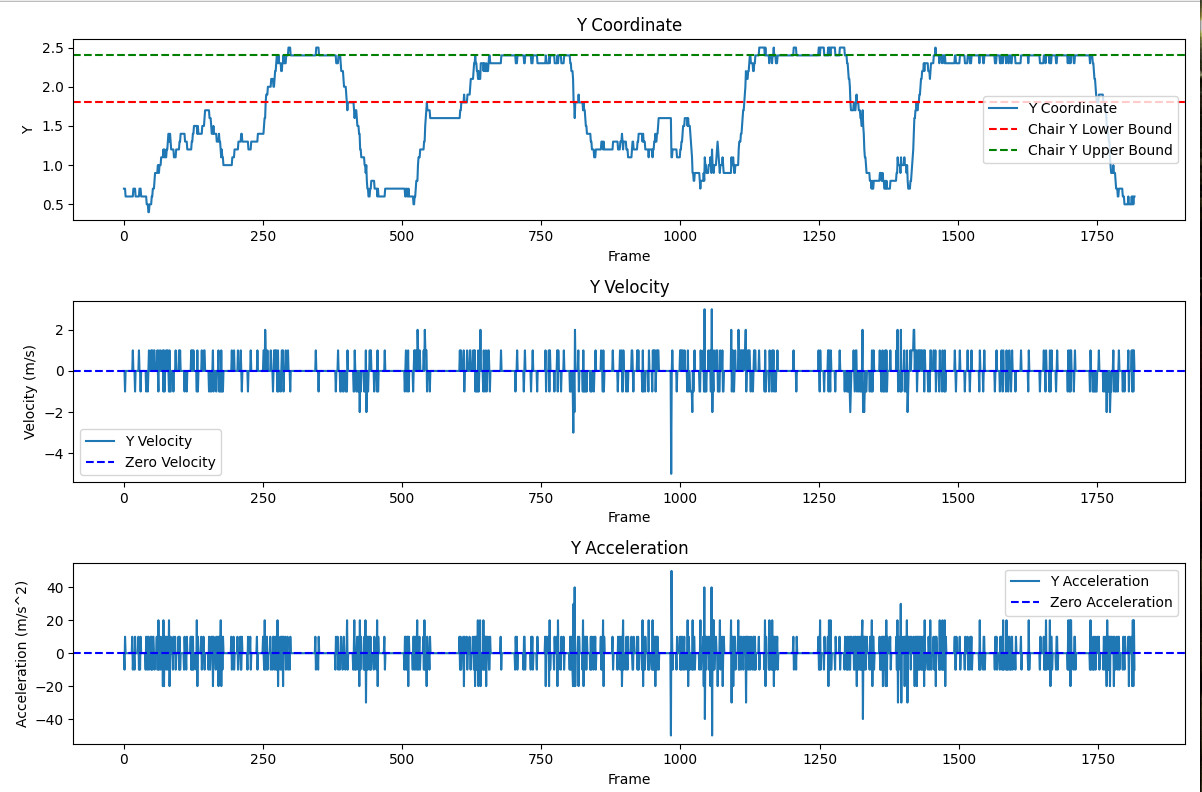 Y Coordinate
2.5
2.0
1.5
1.0
0.5
Y
Y Coordinate
Chair Y Lower Bound
Chair Y Upper Bound
0 250 500 750 1000 1250 1500 1750
Frame
Y Velocity
2
0
−2
−4
Velocity (m/s)
Y Velocity
Zero Velocity
0 250 500 750 1000 1250 1500 1750
Frame
Y Acceleration
40
20
0
−20
−40
Acceleration (m/s^2)
Y Acceleration
Zero Acceleration
0 250 500 750 1000 1250 1500 1750
Frame